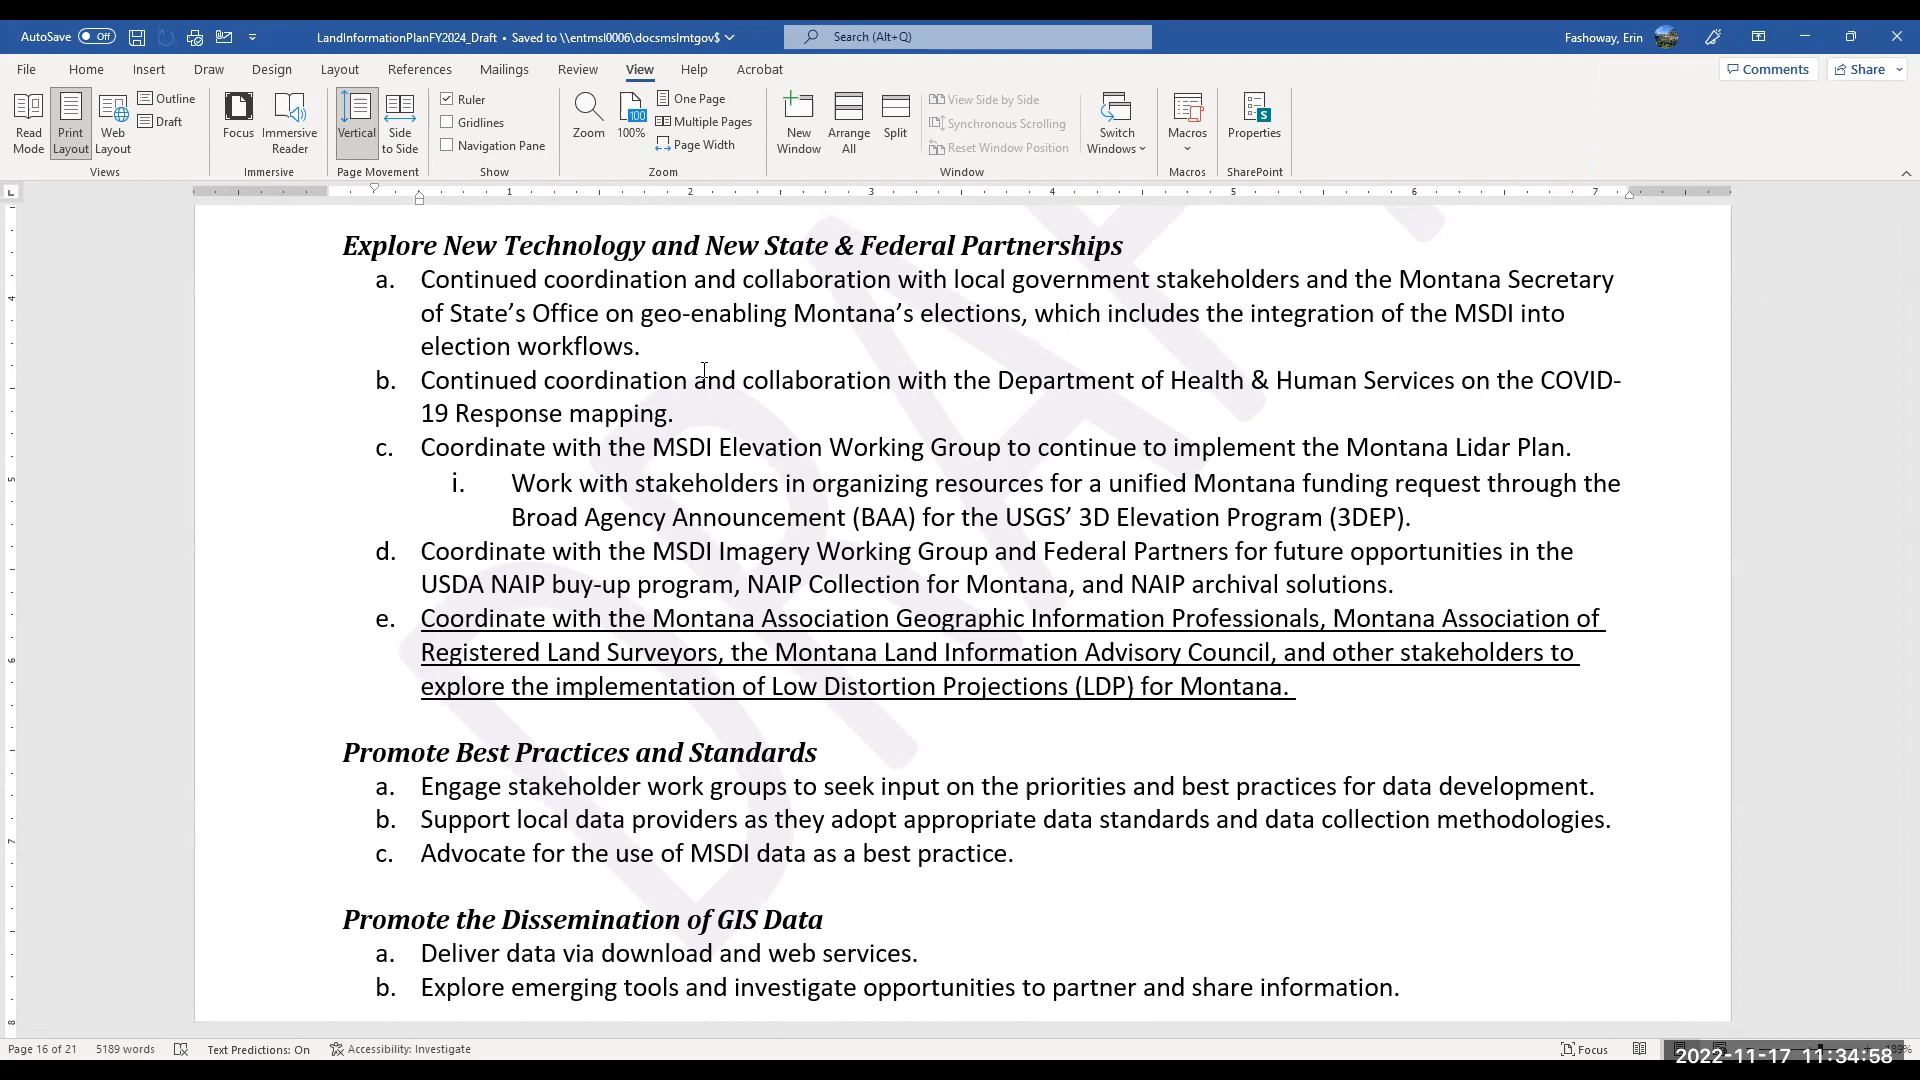 AutoSave Off LandInformationPlanFY2024_Draft • Saved to \\entmsl0006\docsmslmtgov$ Search (Alt+Q) Fashoway, Erin
File Home Insert Draw Design Layout References Mailings Review View Help Acrobat Comments Share
Read Mode Print Layout Web Layout Outline Draft
Focus Immersive Reader
Vertical Side to Side
Ruler Gridlines Navigation Pane
Zoom 100 100% One Page Multiple Pages Page Width
New Window Arrange All Split View Side by Side Synchronous Scrolling Reset Window Position Switch Windows
Macros Properties
Views Immersive Page Movement Show Zoom Window Macros SharePoint
1 2 3 4 5 6 7
DRAFT
Explore New Technology and New State & Federal Partnerships
a. Continued coordination and collaboration with local government stakeholders and the Montana Secretary
of State’s Office on geo-enabling Montana’s elections, which includes the integration of the MSDI into
election workflows.
b. Continued coordination and collaboration with the Department of Health & Human Services on the COVID-
19 Response mapping.
c. Coordinate with the MSDI Elevation Working Group to continue to implement the Montana Lidar Plan.
i. Work with stakeholders in organizing resources for a unified Montana funding request through the
Broad Agency Announcement (BAA) for the USGS’ 3D Elevation Program (3DEP).
d. Coordinate with the MSDI Imagery Working Group and Federal Partners for future opportunities in the
USDA NAIP buy-up program, NAIP Collection for Montana, and NAIP archival solutions.
e. Coordinate with the Montana Association Geographic Information Professionals, Montana Association of
Registered Land Surveyors, the Montana Land Information Advisory Council, and other stakeholders to
explore the implementation of Low Distortion Projections (LDP) for Montana.
Promote Best Practices and Standards
a. Engage stakeholder work groups to seek input on the priorities and best practices for data development.
b. Support local data providers as they adopt appropriate data standards and data collection methodologies.
c. Advocate for the use of MSDI data as a best practice.
Promote the Dissemination of GIS Data
a. Deliver data via download and web services.
b. Explore emerging tools and investigate opportunities to partner and share information.
Page 16 of 21 5189 words Text Predictions: On Accessibility: Investigate Focus
2022-11-17 11:34:58